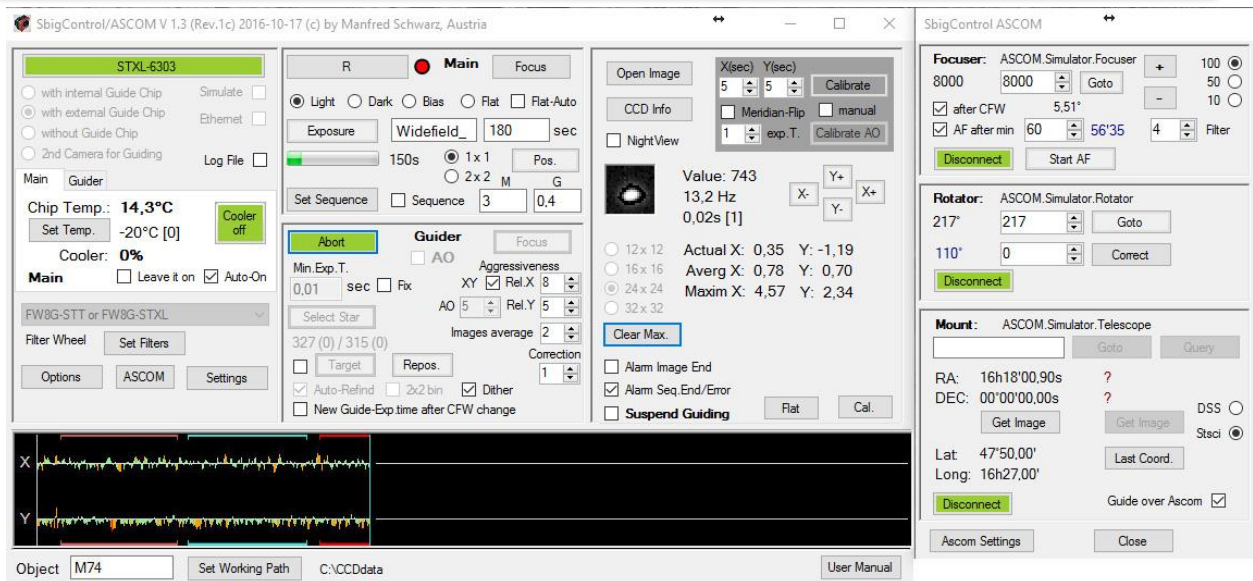 SbigControl/ASCOM V 1.3 (Rev.1c) 2016-10-17 (c) by Manfred Schwarz, Austria
STXL-6303
with internal Guide Chip
Simulate
with external Guide Chip
Ethernet
without Guide Chip
2nd Camera for Guiding
Log File
Main
Guider
Chip Temp.: 14,3°C
Cooler off
Set Temp.
-20°C [0]
Cooler: 0%
Main
Leave it on
Auto-On
FW8G-STT or FW8G-STXL
Filter Wheel
Set Filters
Options
ASCOM
Settings
R
Main
Focus
Light
Dark
Bias
Flat
Flat-Auto
Exposure
Widefield_
180
sec
150s
1 x 1
Pos.
2 x 2
M
G
Set Sequence
Sequence
3
0,4
Abort
Guider
Focus
AO
Min.Exp.T.
Aggressiveness
0,01
sec
Fix
XY
Rel.X
8
Select Star
AO
5
Rel.Y
5
327 (0) / 315 (0)
Images average
2
Correction
Target
Repos.
1
Auto-Refind
2x2 bin
Dither
New Guide-Exp.time after CFW change
Open Image
X(sec)
Y(sec)
5
5
Calibrate
CCD Info
Meridian-Flip
manual
1
exp.T.
Calibrate AO
NightView
Value: 743
13,2 Hz
0,02s [1]
Y+
X-
X+
Y-
12 x 12
Actual X: 0,35 Y: -1,19
16 x 16
Averg X: 0,78 Y: 0,70
24 x 24
Maxim X: 4,57 Y: 2,34
32 x 32
Clear Max.
Alarm Image End
Alarm Seq.End/Error
Suspend Guiding
Flat
Cal.
X
Y
Object
M74
Set Working Path
C:\CCDdata
User Manual
SbigControl ASCOM
Focuser: ASCOM.Simulator.Focuser
+
100
8000
8000
Goto
50
after CFW
5,51°
-
10
AF after min
60
56'35
4
Filter
Disconnect
Start AF
Rotator: ASCOM.Simulator.Rotator
217°
217
Goto
110°
0
Correct
Disconnect
Mount: ASCOM.Simulator.Telescope
Goto
Query
RA: 16h18'00,90s ?
DEC: 00°00'00,00s ?
DSS
Get Image
Get Image
Stsci
Lat: 47°50,00'
Last Coord.
Long: 16h27,00'
Disconnect
Guide over Ascom
Ascom Settings
Close